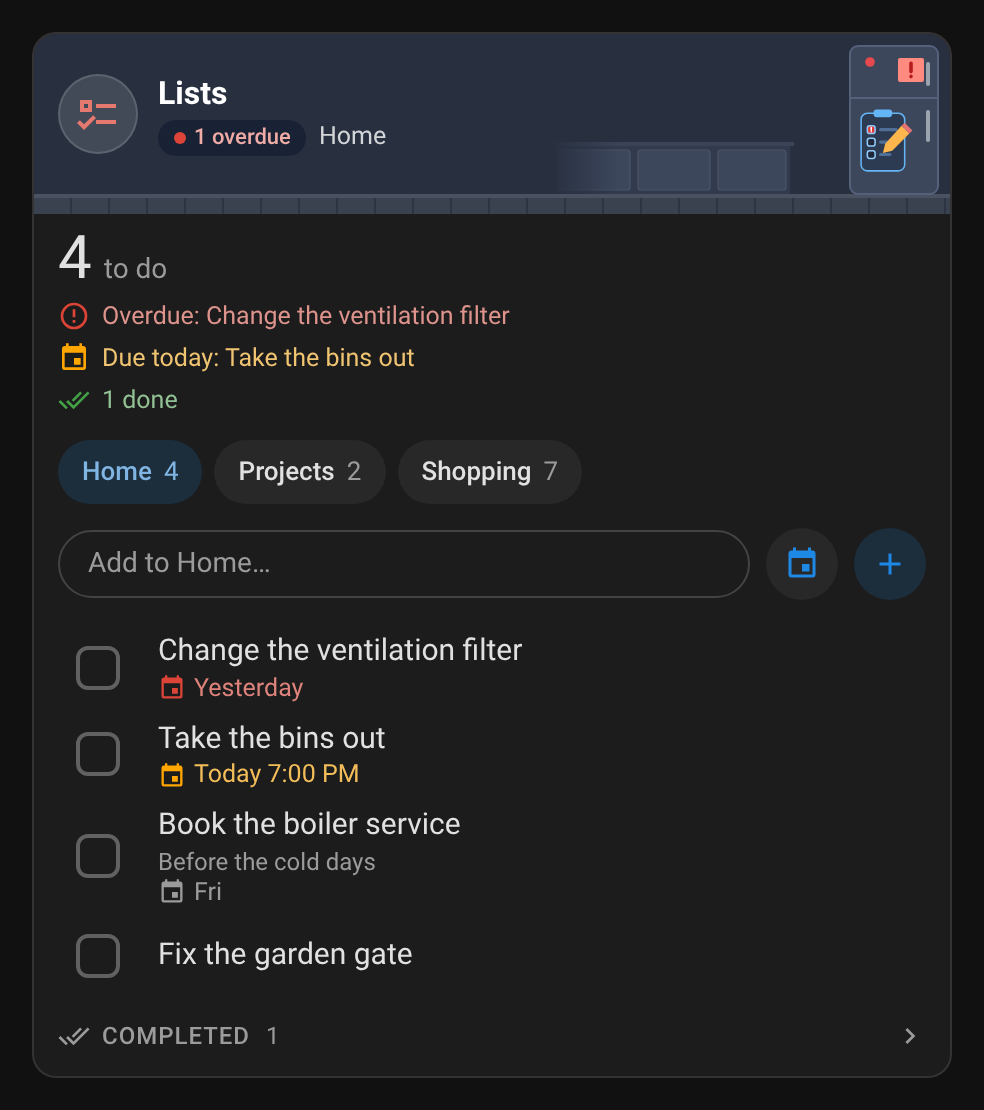 Lists
1 overdue Home
4 to do
Overdue: Change the ventilation filter
Due today: Take the bins out
1 done
Home 4 Projects 2 Shopping 7
Add to Home…
Change the ventilation filter
Yesterday
Take the bins out
Today 7:00 PM
Book the boiler service
Before the cold days
Fri
Fix the garden gate
COMPLETED 1